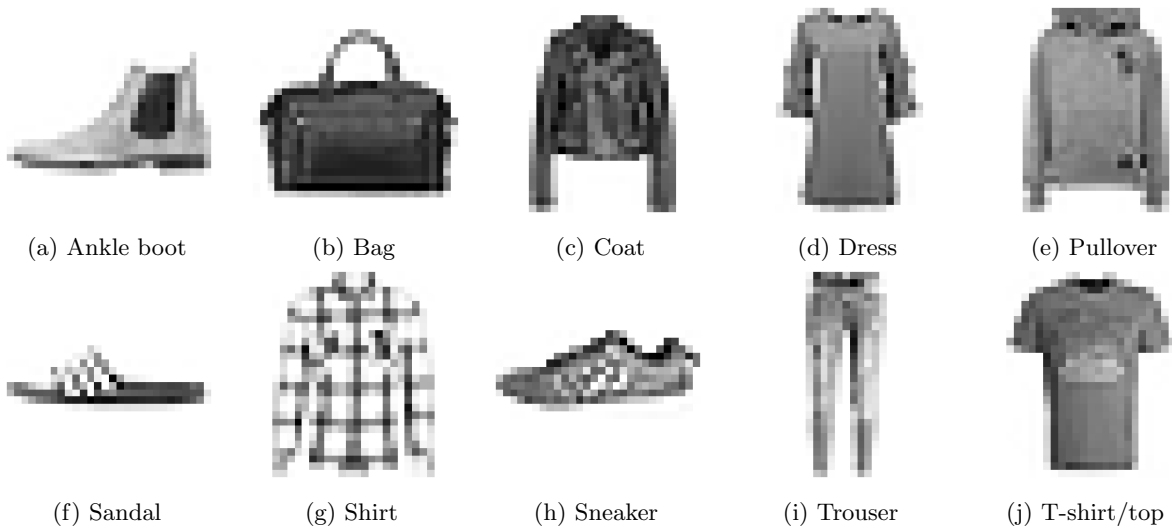 (a) Ankle boot
(b) Bag
(c) Coat
(d) Dress
(e) Pullover
(f) Sandal
(g) Shirt
(h) Sneaker
(i) Trouser
(j) T-shirt/top